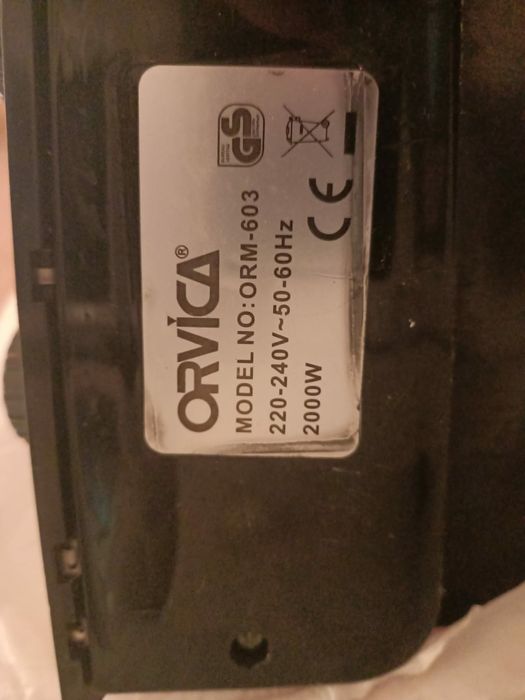 ORVICA®
MODEL NO: ORM-603
220-240V~50-60Hz
2000W
GS
CE